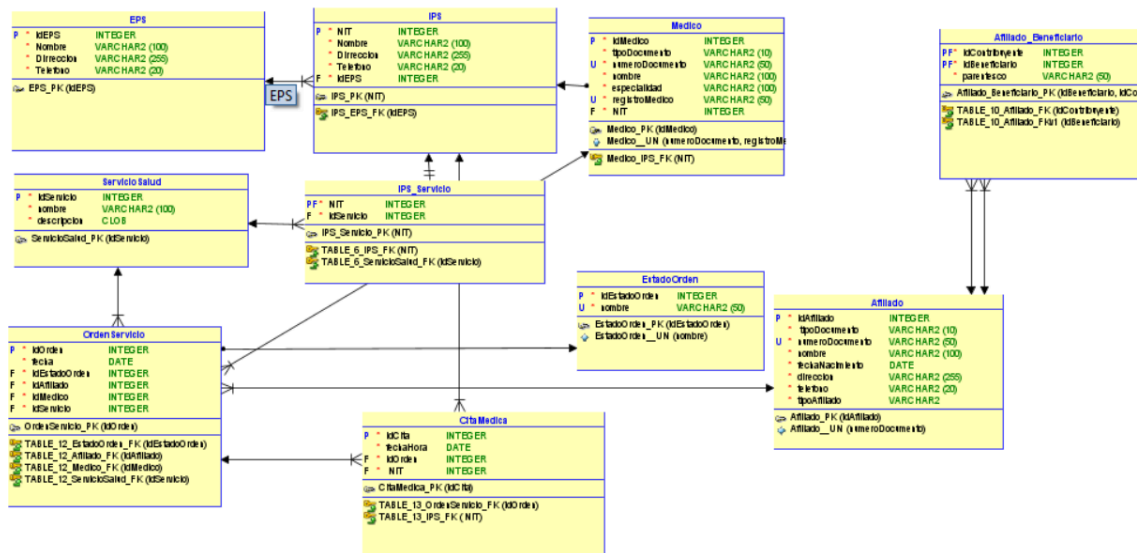 EPS
P * IdEPS INTEGER
* Nombre VARCHAR2 (100)
* Dirreccion VARCHAR2 (255)
* Telefono VARCHAR2 (20)
EPS_PK (IdEPS)
EPS
IPS
P * NIT INTEGER
* Nombre VARCHAR2 (100)
* Dirreccion VARCHAR2 (255)
* Telefono VARCHAR2 (20)
F * IdEPS INTEGER
IPS_PK (NIT)
IPS_EPS_FK (IdEPS)
Medico
P * IdMedico INTEGER
* tipoDocumento VARCHAR2 (10)
U * numeroDocumento VARCHAR2 (50)
* nombre VARCHAR2 (100)
* especialidad VARCHAR2 (100)
U * registroMedico VARCHAR2 (50)
F * NIT INTEGER
Medico_PK (IdMedico)
Medico__UN (numeroDocumento, registroMe
Medico_IPS_FK (NIT)
Afiliado_Beneficiario
PF* IdContribuyente INTEGER
PF* IdBeneficiario INTEGER
* parentesco VARCHAR2 (50)
Afiliado_Beneficiario_PK (IdBeneficiario, IdCo
TABLE_10_Afiliado_FK (IdContribuyente)
TABLE_10_Afiliado_FKv1 (IdBeneficiario)
ServicioSalud
P * IdServicio INTEGER
* nombre VARCHAR2 (100)
* descripcion CLOB
ServicioSalud_PK (IdServicio)
IPS_Servicio
PF* NIT INTEGER
F * IdServicio INTEGER
IPS_Servicio_PK (NIT)
TABLE_6_IPS_FK (NIT)
TABLE_6_ServicioSalud_FK (IdServicio)
EstadoOrden
P * IdEstadoOrden INTEGER
U * nombre VARCHAR2 (50)
EstadoOrden_PK (IdEstadoOrden)
EstadoOrden__UN (nombre)
Afiliado
P * IdAfiliado INTEGER
* tipoDocumento VARCHAR2 (10)
U * numeroDocumento VARCHAR2 (50)
* nombre VARCHAR2 (100)
* fechaNacimiento DATE
* direccion VARCHAR2 (255)
* telefono VARCHAR2 (20)
* tipoAfiliado VARCHAR2
Afiliado_PK (IdAfiliado)
Afiliado__UN (numeroDocumento)
OrdenServicio
P * IdOrden INTEGER
* fecha DATE
F * IdEstadoOrden INTEGER
F * IdAfiliado INTEGER
F * IdMedico INTEGER
F * IdServicio INTEGER
OrdenServicio_PK (IdOrden)
TABLE_12_EstadoOrden_FK (IdEstadoOrden)
TABLE_12_Afiliado_FK (IdAfiliado)
TABLE_12_Medico_FK (IdMedico)
TABLE_12_ServicioSalud_FK (IdServicio)
CitaMedica
P * IdCita INTEGER
* fechaHora DATE
F * IdOrden INTEGER
F * NIT INTEGER
CitaMedica_PK (IdCita)
TABLE_13_OrdenServicio_FK (IdOrden)
TABLE_13_IPS_FK ( NIT)